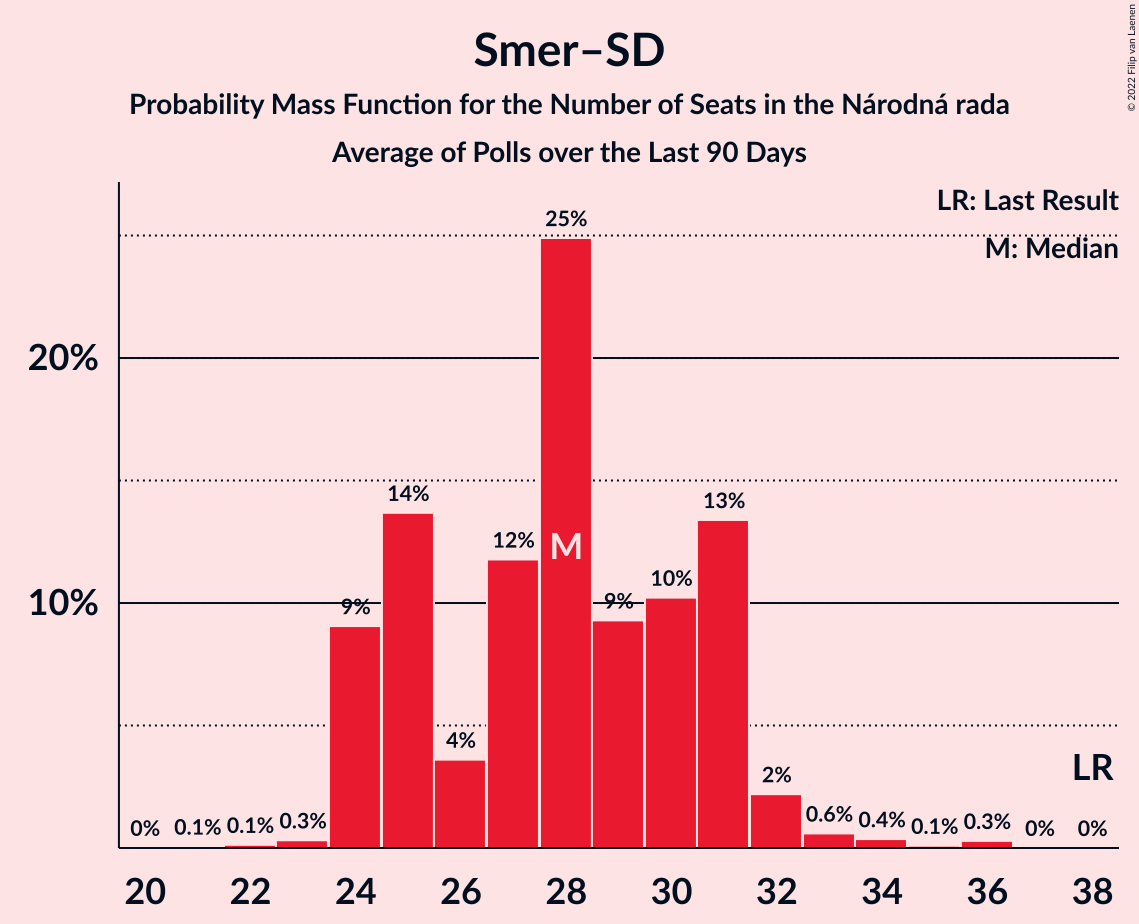 Smer–SD
Probability Mass Function for the Number of Seats in the Národná rada
Average of Polls over the Last 90 Days
© 2022 Filip van Laenen
LR: Last Result
M: Median
25%
20%
14%
13%
12%
M
10%
10%
9%
9%
4%
LR
2%
0%
0.1%
0.1%
0.3%
0.6%
0.4%
0.1%
0.3%
0%
0%
20 22 24 26 28 30 32 34 36 38